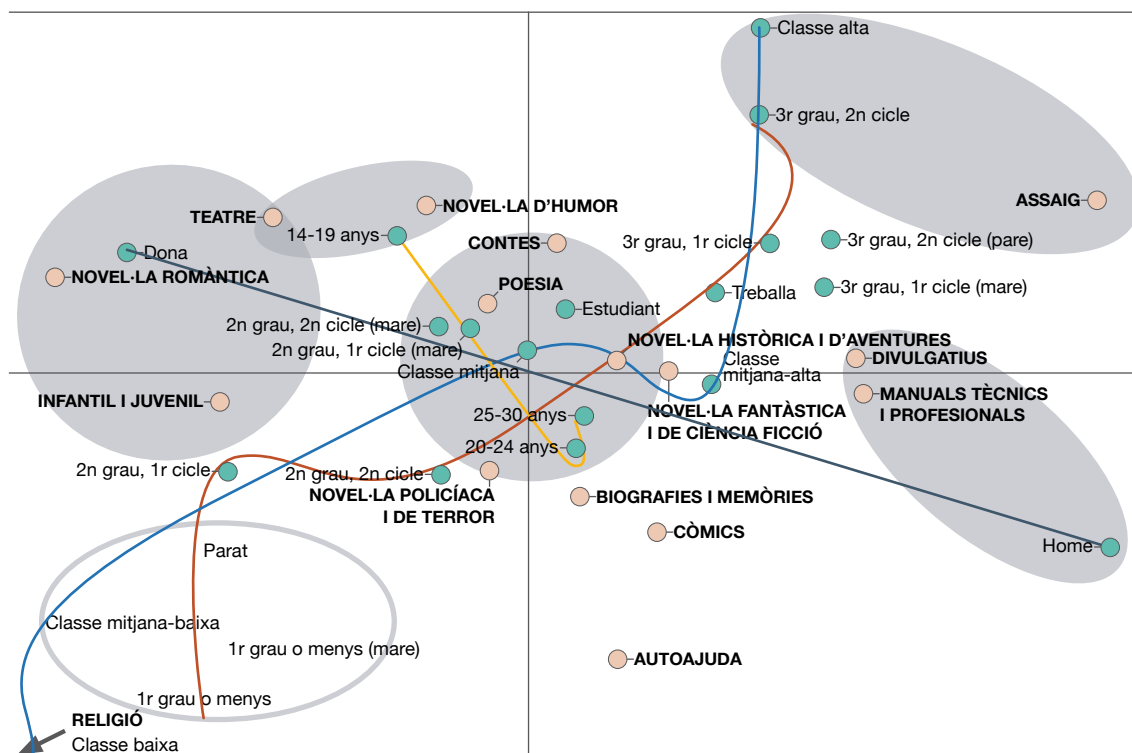 Classe alta
3r grau, 2n cicle
ASSAIG
NOVEL·LA D’HUMOR
TEATRE
14-19 anys
CONTES
3r grau, 1r cicle
3r grau, 2n cicle (pare)
Dona
NOVEL·LA ROMÀNTICA
POESIA
Treballa
3r grau, 1r cicle (mare)
Estudiant
2n grau, 2n cicle (mare)
2n grau, 1r cicle (mare)
NOVEL·LA HISTÒRICA I D’AVENTURES
Classe mitjana
Classe
mitjana-alta
DIVULGATIUS
MANUALS TÈCNICS
I PROFESIONALS
INFANTIL I JUVENIL
NOVEL·LA FANTÀSTICA
I DE CIÈNCIA FICCIÓ
25-30 anys
20-24 anys
2n grau, 1r cicle
2n grau, 2n cicle
NOVEL·LA POLICÍACA
I DE TERROR
BIOGRAFIES I MEMÒRIES
CÒMICS
Home
Parat
Classe mitjana-baixa
1r grau o menys (mare)
AUTOAJUDA
1r grau o menys
RELIGIÓ
Classe baixa